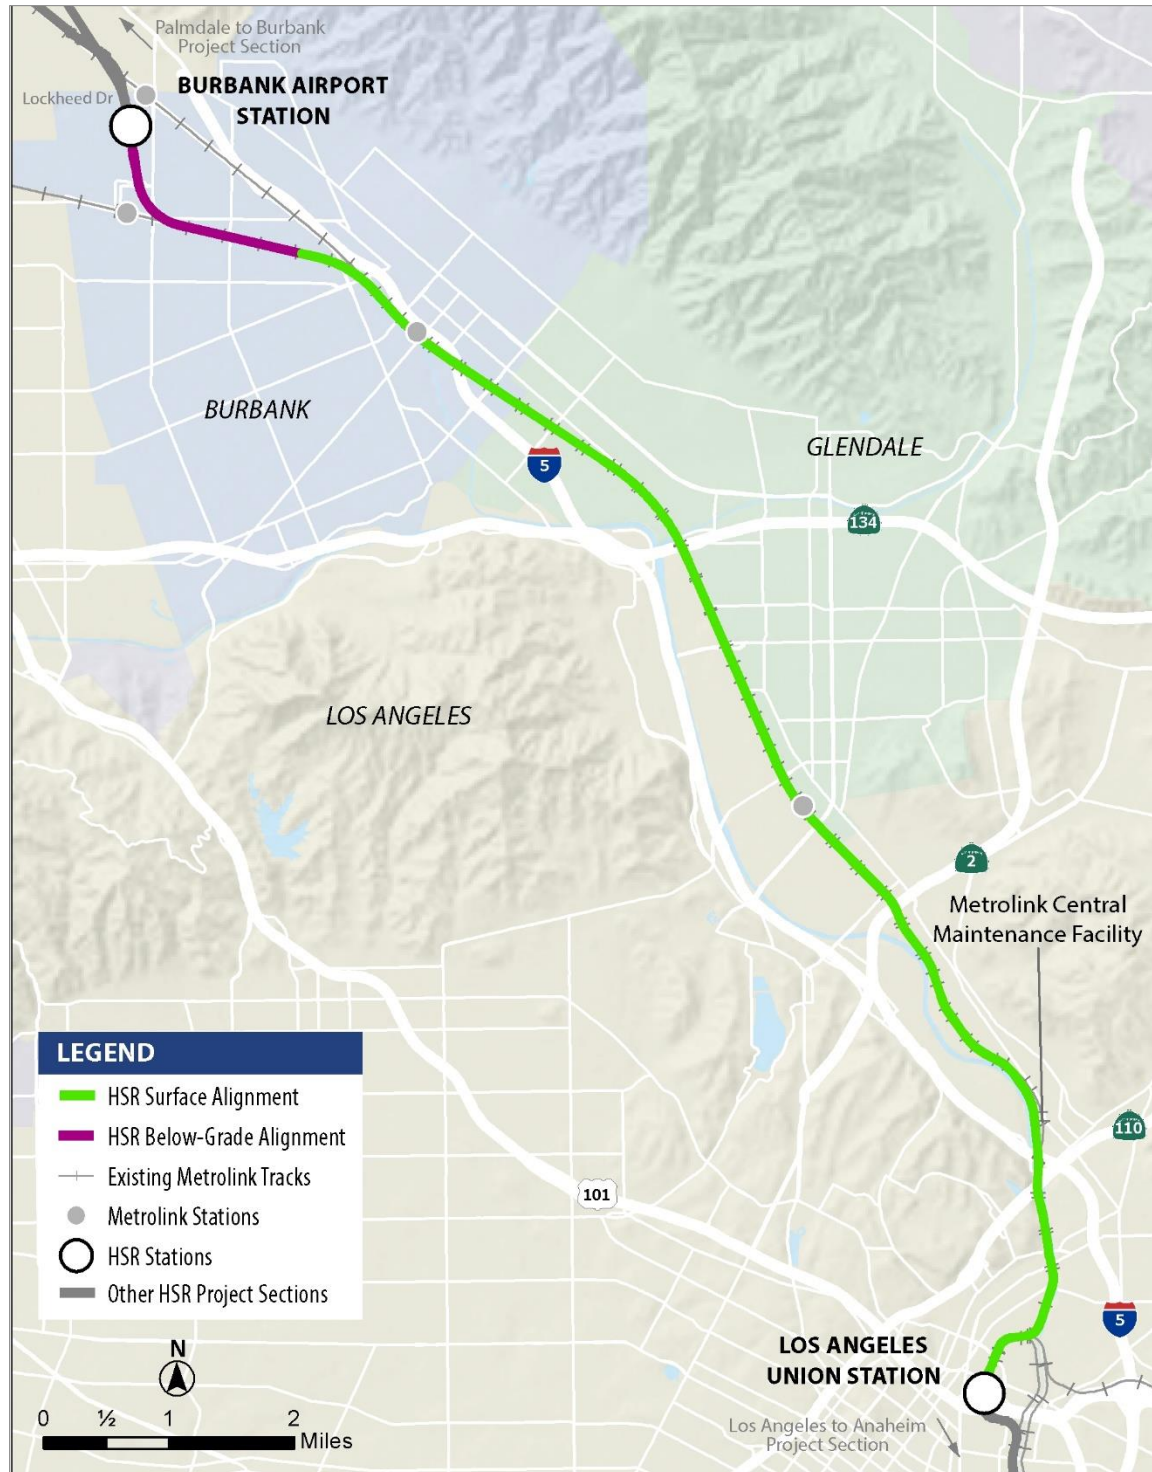 Palmdale to Burbank
Project Section
BURBANK AIRPORT
STATION
Lockheed Dr
BURBANK
GLENDALE
5
134
LOS ANGELES
2
Metrolink Central
Maintenance Facility
LEGEND
HSR Surface Alignment
HSR Below-Grade Alignment
Existing Metrolink Tracks
Metrolink Stations
HSR Stations
Other HSR Project Sections
110
101
5
N
0 ½ 1 2
Miles
LOS ANGELES
UNION STATION
Los Angeles to Anaheim
Project Section